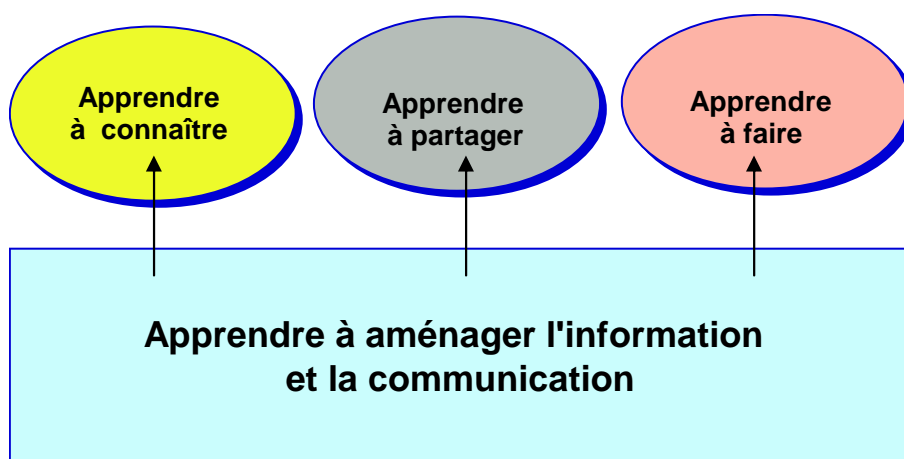 Apprendre
à connaître
Apprendre
à partager
Apprendre
à faire
Apprendre à aménager l'information
et la communication